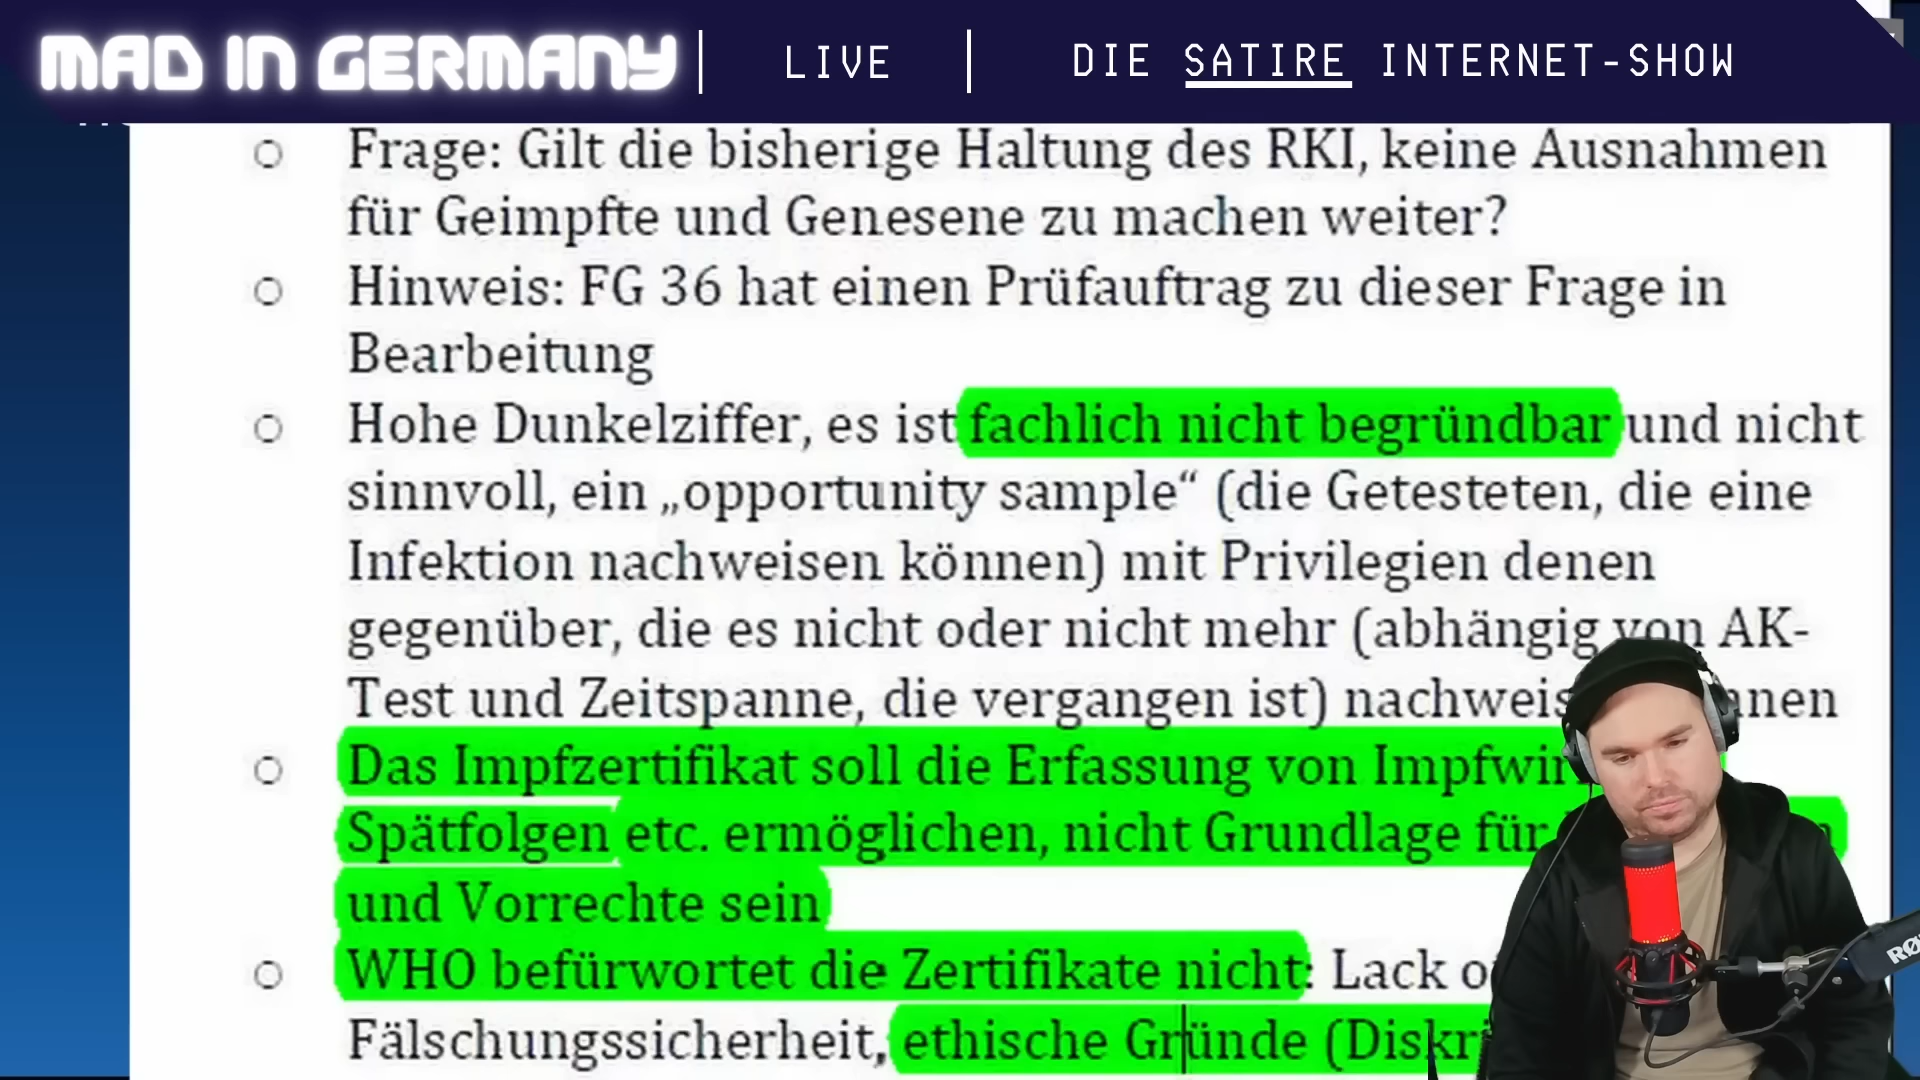 MAD IN GERMANY | LIVE | DIE SATIRE INTERNET-SHOW
○ Frage: Gilt die bisherige Haltung des RKI, keine Ausnahmen
für Geimpfte und Genesene zu machen weiter?
○ Hinweis: FG 36 hat einen Prüfauftrag zu dieser Frage in
Bearbeitung
○ Hohe Dunkelziffer, es ist fachlich nicht begründbar und nicht
sinnvoll, ein „opportunity sample“ (die Getesteten, die eine
Infektion nachweisen können) mit Privilegien denen
gegenüber, die es nicht oder nicht mehr (abhängig von AK-
Test und Zeitspanne, die vergangen ist)
○ Das Impfzertifikat soll die Erfassung von
Spätfolgen etc. ermöglichen, nicht Grundlage für
und Vorrechte sein
○ WHO befürwortet die Zertifikate nicht: Lack
Fälschungssicherheit, ethische Gründe